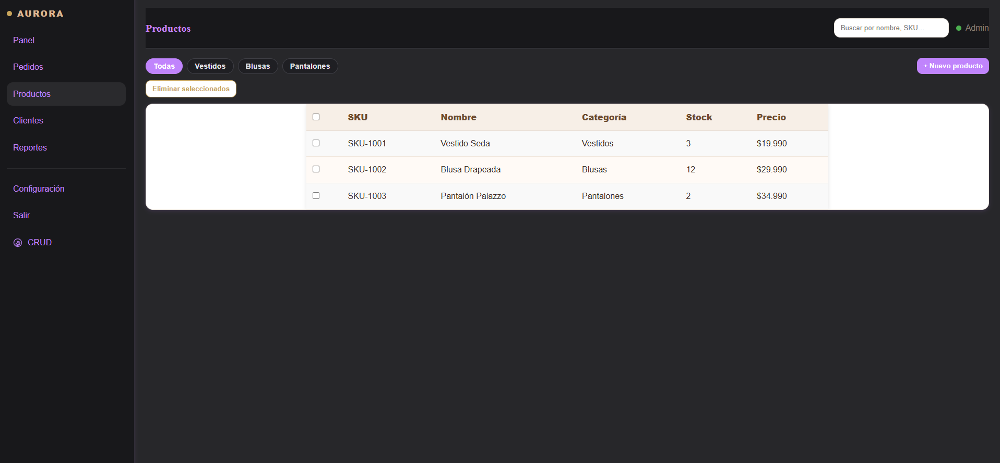 AURORA
Panel
Pedidos
Productos
Clientes
Reportes
Configuración
Salir
CRUD
Productos
Buscar por nombre, SKU...
Admin
Todas
Vestidos
Blusas
Pantalones
+ Nuevo producto
Eliminar seleccionados
SKU Nombre Categoría Stock Precio
SKU-1001 Vestido Seda Vestidos 3 $19.990
SKU-1002 Blusa Drapeada Blusas 12 $29.990
SKU-1003 Pantalón Palazzo Pantalones 2 $34.990